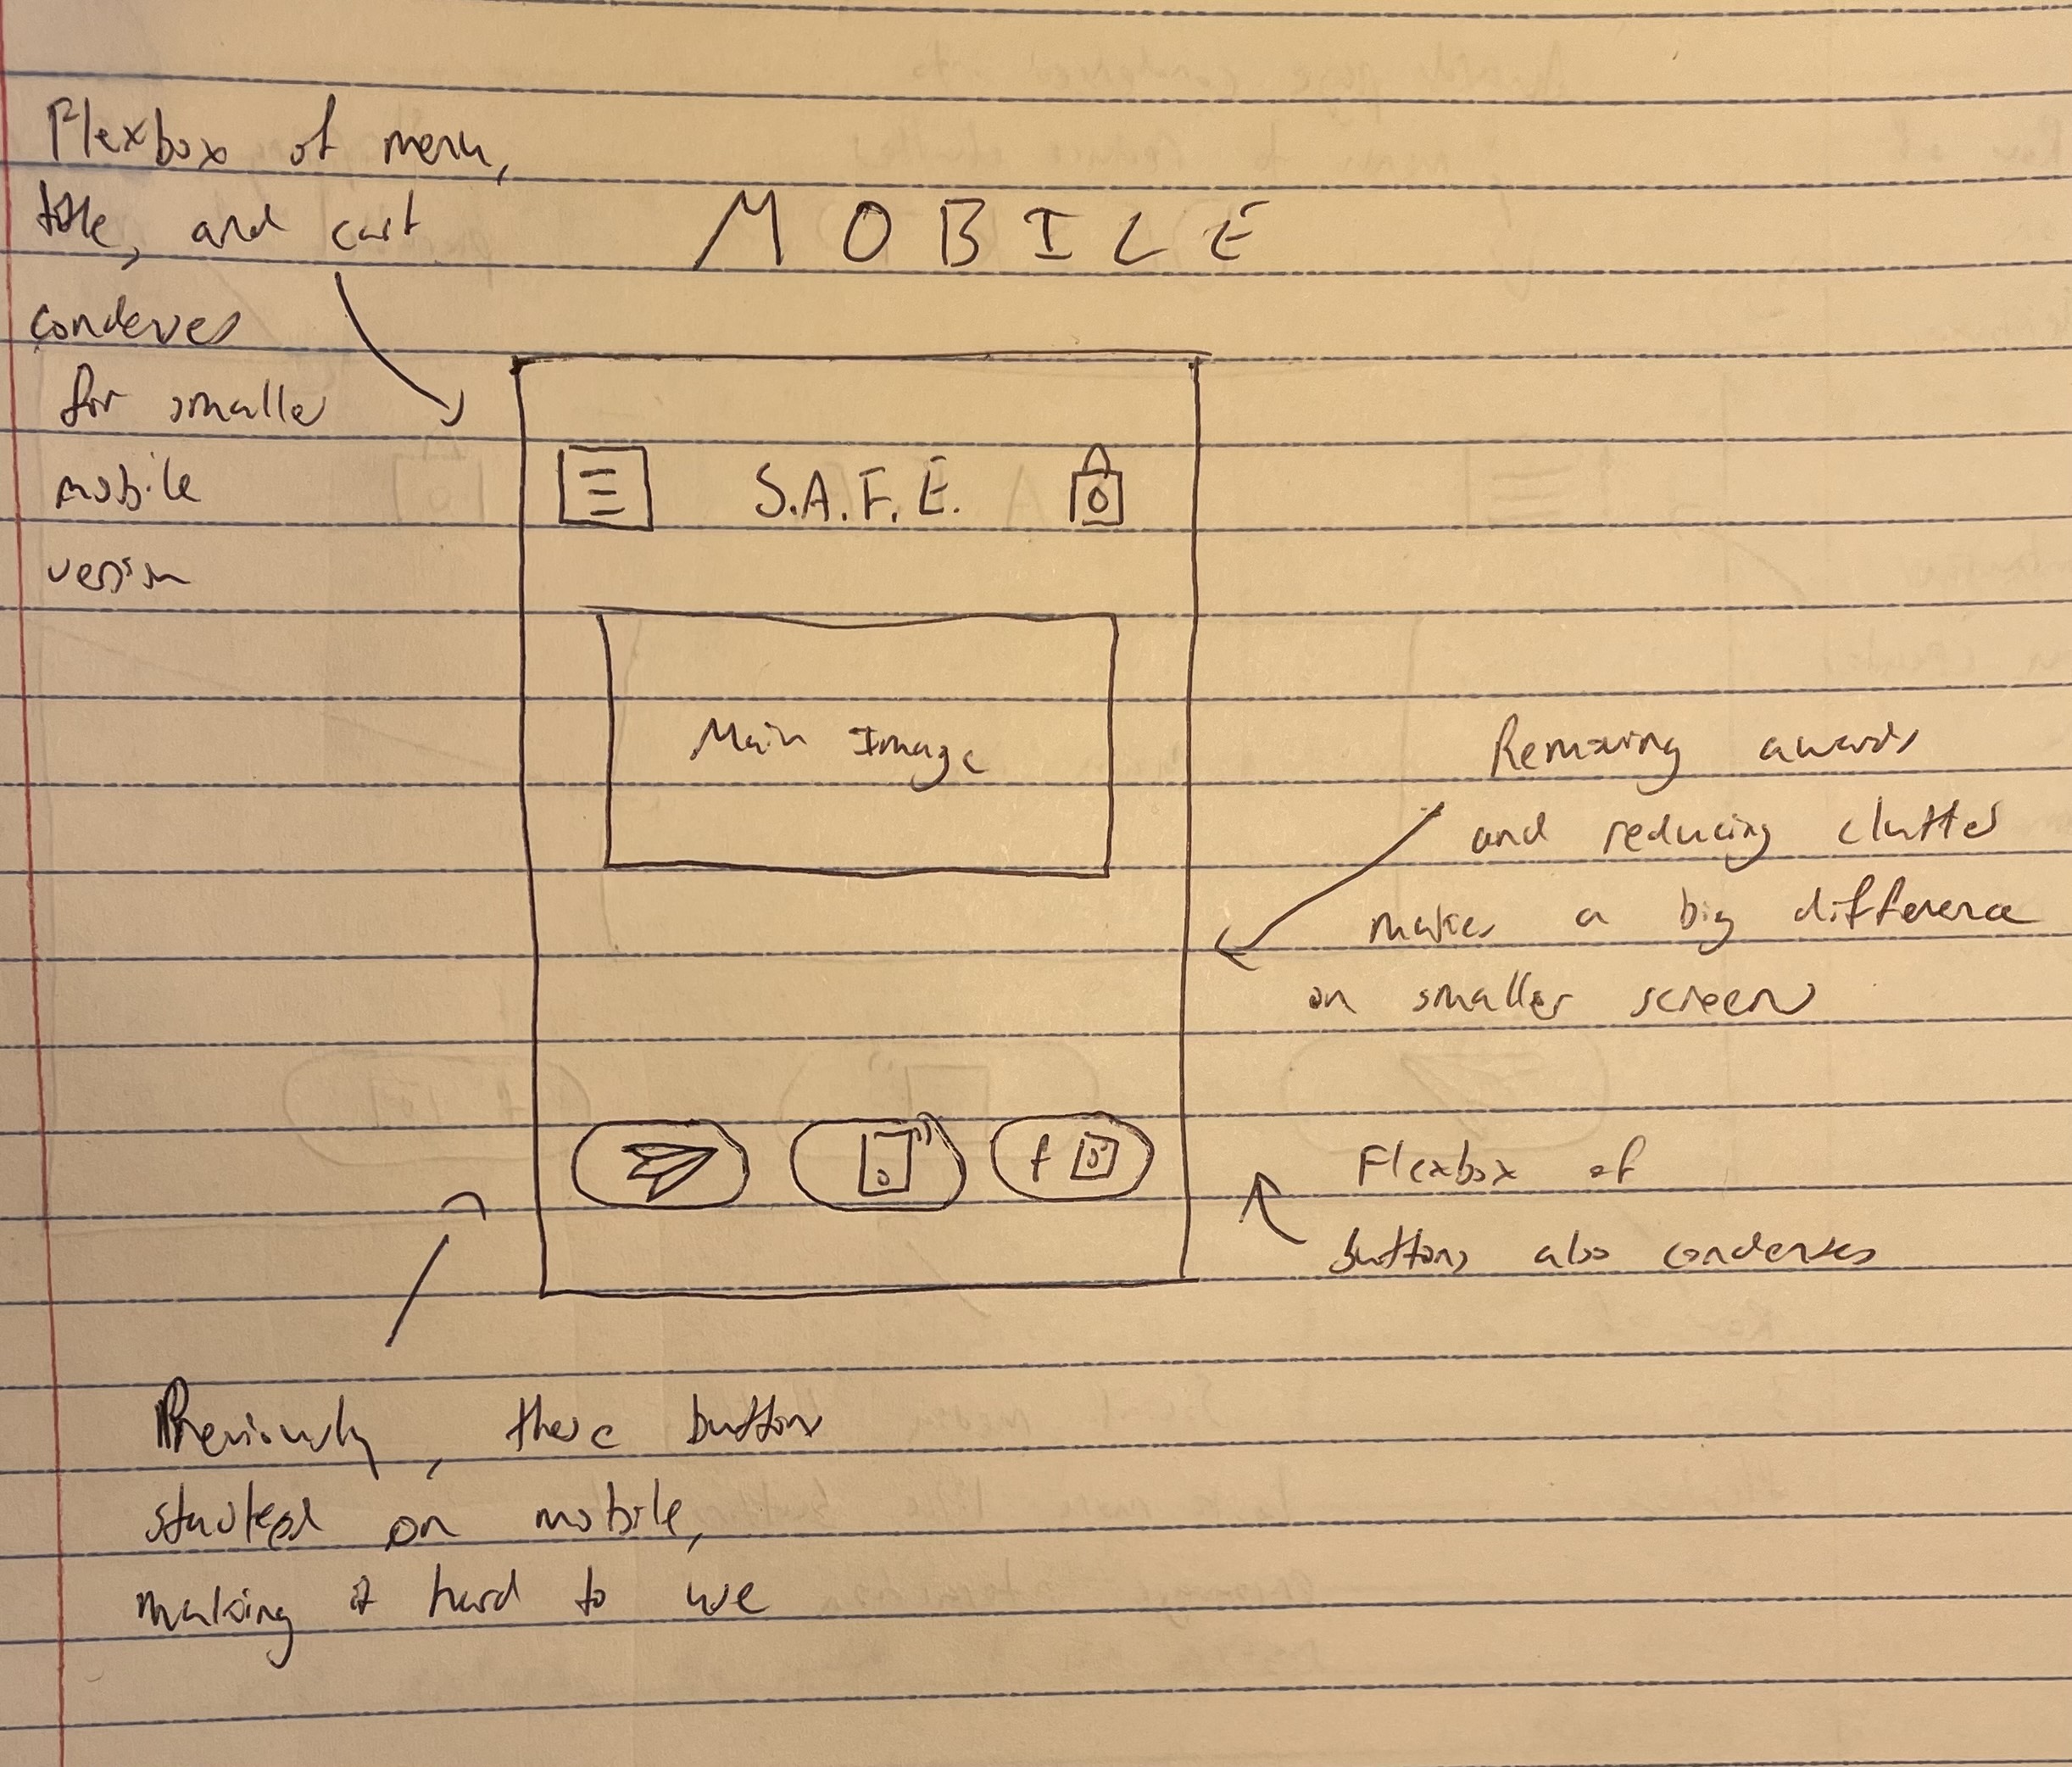 Flexbox of menu,
title, and cart
condenses
for smaller
mobile
version
MOBILE
S.A.F.E.
Main Image
Removing awards
and reducing clutter
makes a big difference
on smaller screen
f
Flexbox of
buttons also condenses
Previously, these buttons
stacked on mobile,
making it hard to use